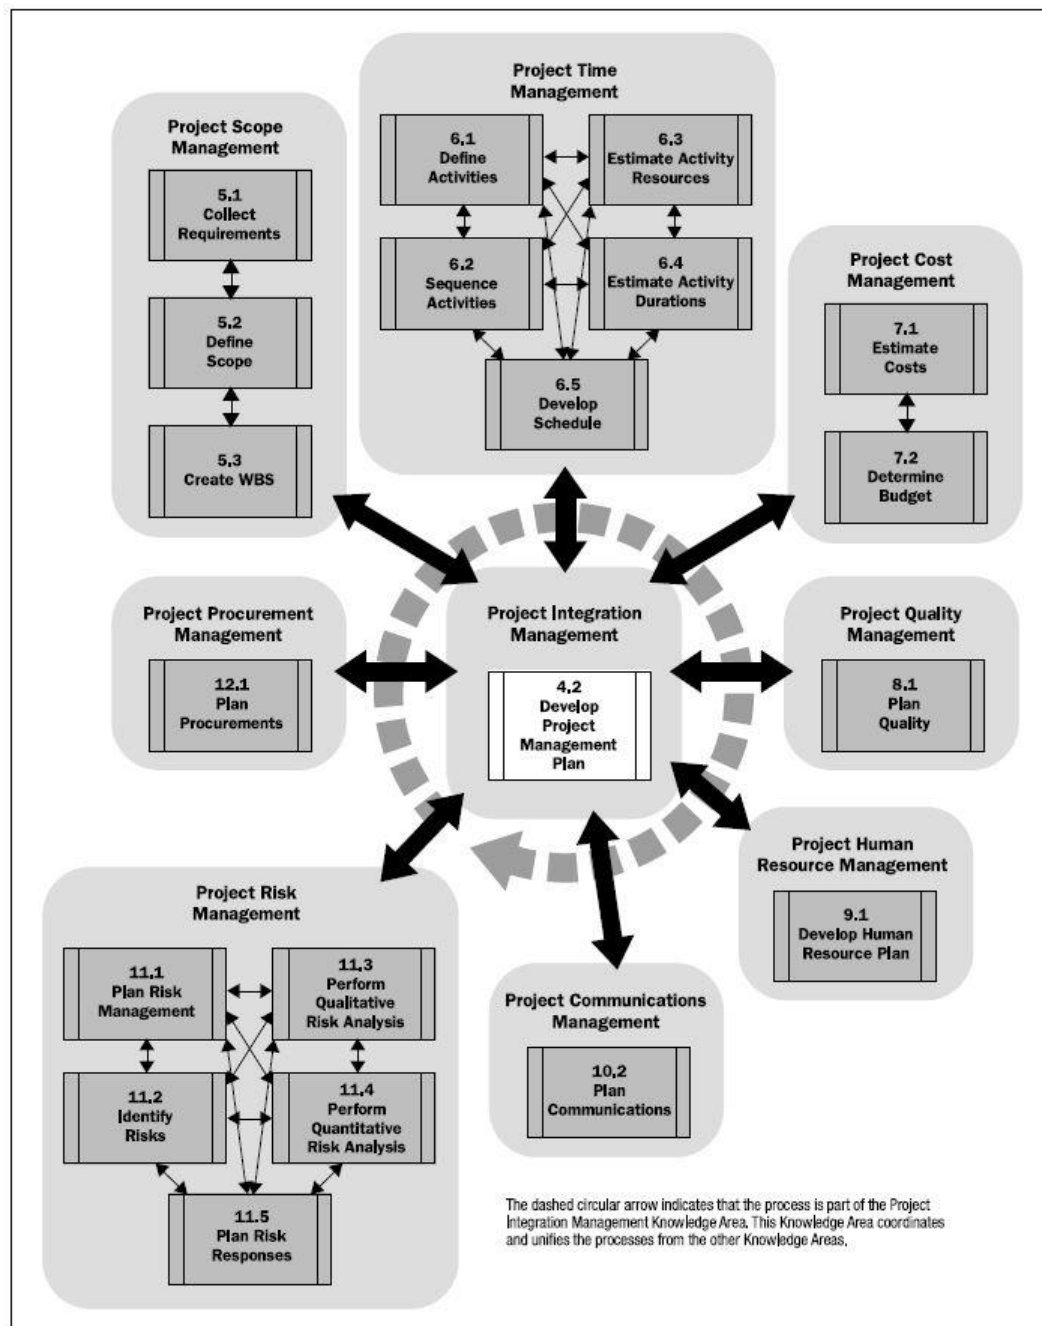 Project Time
Management
6.1
Define
Activities
6.3
Estimate Activity
Resources
6.2
Sequence
Activities
6.4
Estimate Activity
Durations
6.5
Develop
Schedule
Project Scope
Management
5.1
Collect
Requirements
5.2
Define
Scope
5.3
Create WBS
Project Cost
Management
7.1
Estimate
Costs
7.2
Determine
Budget
Project Procurement
Management
12.1
Plan
Procurements
Project Integration
Management
4.2
Develop
Project
Management
Plan
Project Quality
Management
8.1
Plan
Quality
Project Human
Resource Management
9.1
Develop Human
Resource Plan
Project Risk
Management
11.1
Plan Risk
Management
11.3
Perform
Qualitative
Risk Analysis
11.2
Identify
Risks
11.4
Perform
Quantitative
Risk Analysis
11.5
Plan Risk
Responses
Project Communications
Management
10.2
Plan
Communications
The dashed circular arrow indicates that the process is part of the Project
Integration Management Knowledge Area. This Knowledge Area coordinates
and unifies the processes from the other Knowledge Areas.